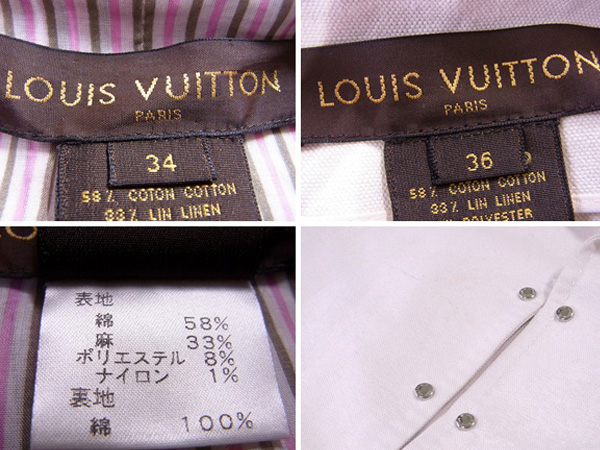 LOUIS VUITTON
PARIS
34
58% COTON COTTON
33% LIN LINEN
LOUIS VUITTON
PARIS
36
58% COTON COTTON
33% LIN LINEN
POLYESTER
表地
綿 58%
麻 33%
ポリエステル 8%
ナイロン 1%
裏地
綿 100%